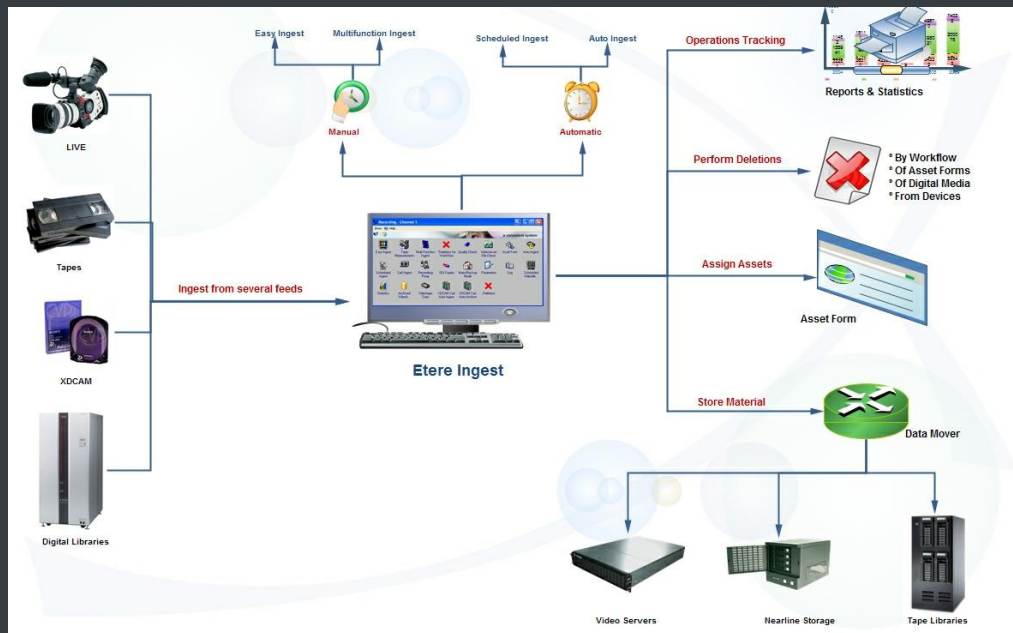 Easy Ingest
Multifunction Ingest
Scheduled Ingest
Auto Ingest
Operations Tracking
Reports & Statistics
Manual
Automatic
LIVE
Perform Deletions
* By Workflow
* Of Asset Forms
* Of Digital Media
* From Devices
Tapes
Ingest from several feeds
Assign Assets
Asset Form
Etere Ingest
XDCAM
Store Material
Data Mover
Digital Libraries
Video Servers
Nearline Storage
Tape Libraries